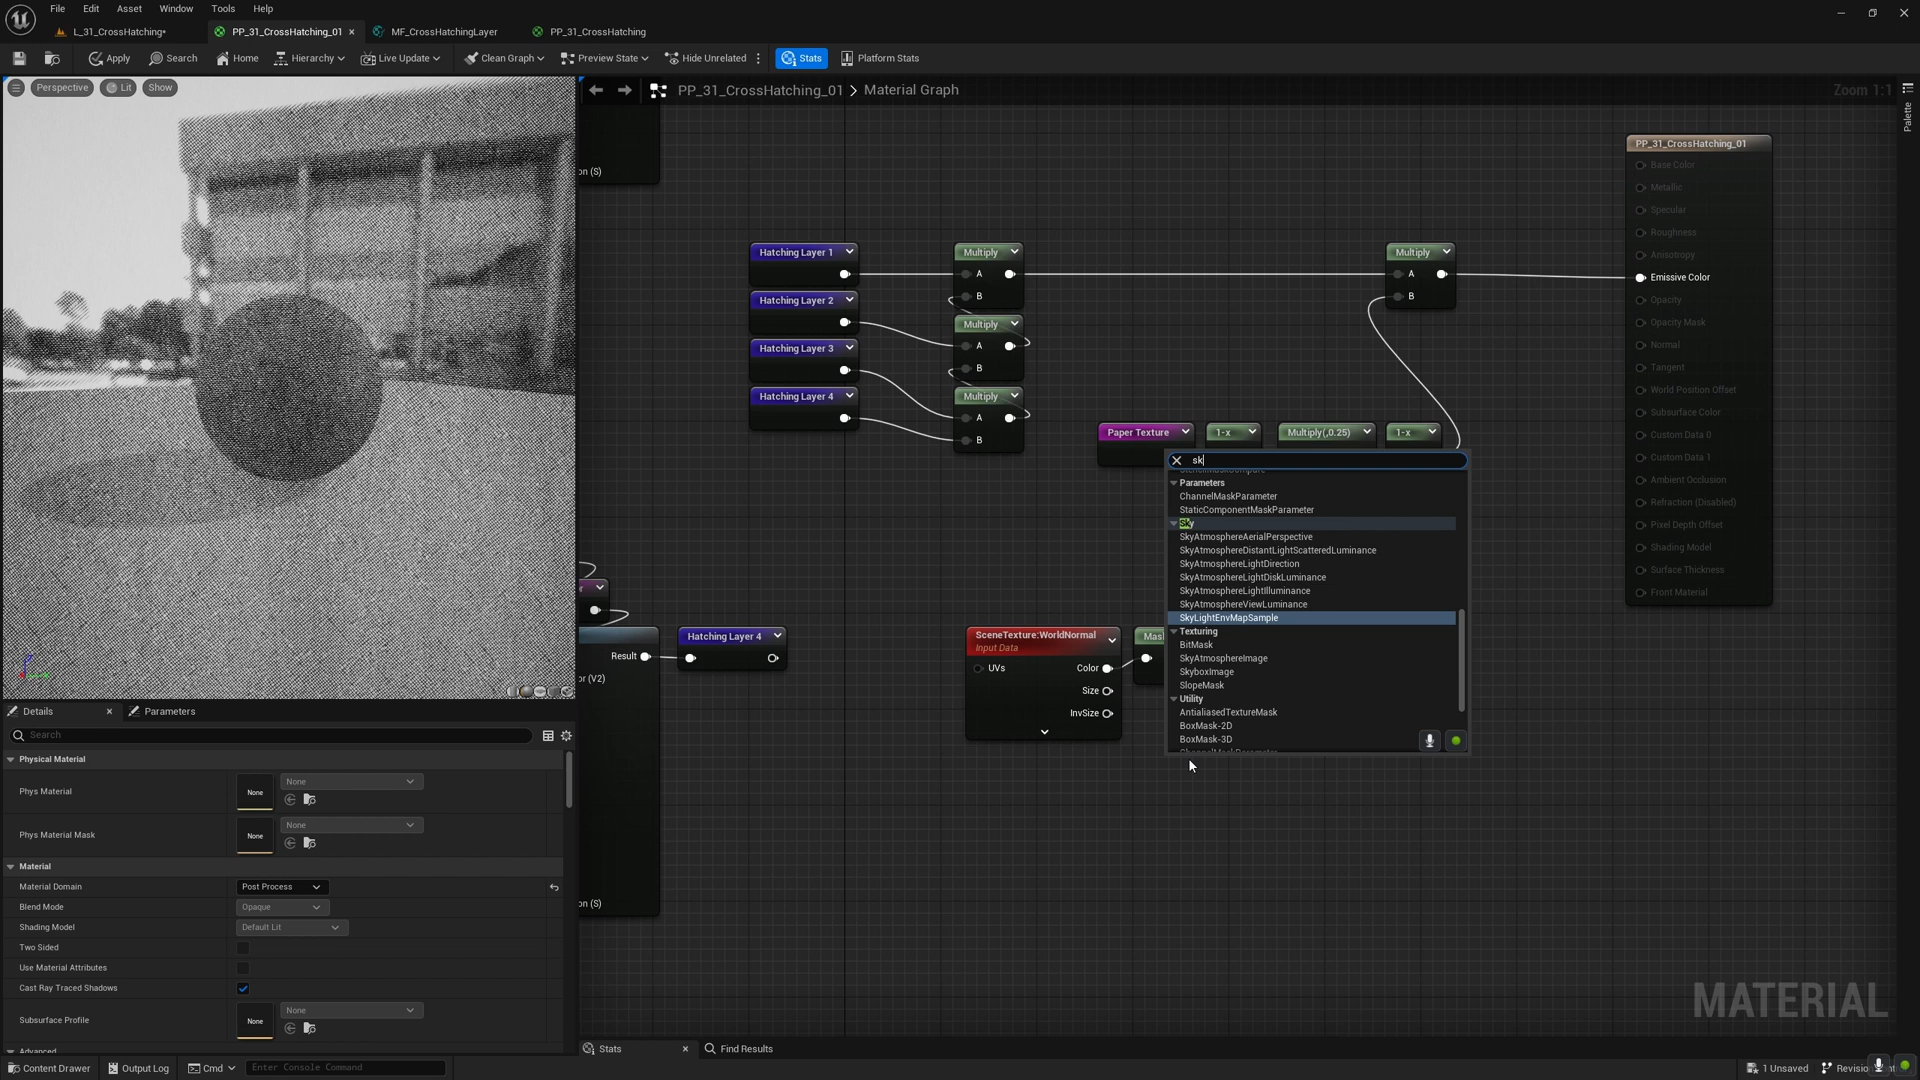 File Edit Asset Window Tools Help
L_31_CrossHatching*
PP_31_CrossHatching_01
MF_CrossHatchingLayer
PP_31_CrossHatching
Apply Search Home Hierarchy Live Update Clean Graph Preview State Hide Unrelated Stats Platform Stats
Perspective Lit Show
PP_31_CrossHatching_01 > Material Graph
Zoom 1:1
Palette
on (S)
Hatching Layer 1
Hatching Layer 2
Hatching Layer 3
Hatching Layer 4
Multiply
A
B
Multiply
A
B
Multiply
A
B
Multiply
A
B
PP_31_CrossHatching_01
Base Color
Metallic
Specular
Roughness
Anisotropy
Emissive Color
Opacity
Opacity Mask
Normal
Tangent
World Position Offset
Subsurface Color
Custom Data 0
Custom Data 1
Ambient Occlusion
Refraction (Disabled)
Pixel Depth Offset
Shading Model
Surface Thickness
Front Material
Paper Texture
1-x
Multiply(,0.25)
1-x
sk
Parameters
ChannelMaskParameter
StaticComponentMaskParameter
Sky
SkyAtmosphereAerialPerspective
SkyAtmosphereDistantLightScatteredLuminance
SkyAtmosphereLightDirection
SkyAtmosphereLightDiskLuminance
SkyAtmosphereLightIlluminance
SkyAtmosphereViewLuminance
SkyLightEnvMapSample
Texturing
BitMask
SkyAtmosphereImage
SkyboxImage
SlopeMask
Utility
AntialiasedTextureMask
BoxMask-2D
BoxMask-3D
r
Result
or (V2)
on (S)
Hatching Layer 4
SceneTexture:WorldNormal
Input Data
UVs Color
Size
InvSize
Mas
Details Parameters
Search
Physical Material
Phys Material None None
Phys Material Mask None None
Material
Material Domain Post Process
Blend Mode Opaque
Shading Model Default Lit
Two Sided
Use Material Attributes
Cast Ray Traced Shadows
Subsurface Profile None None
Advanced
MATERIAL
Stats Find Results
Content Drawer Output Log Cmd Enter Console Command
1 Unsaved Revisi